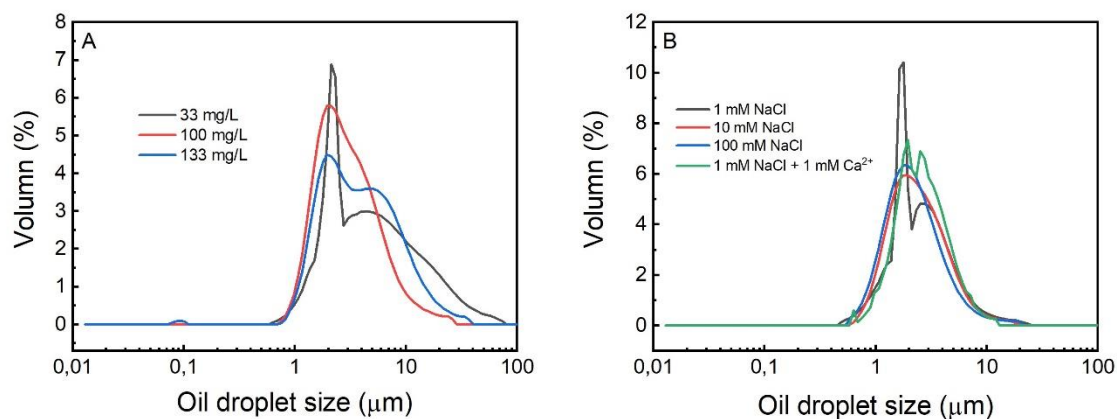 A
8
7
6
5
4
3
2
1
0
Volumn (%)
33 mg/L
100 mg/L
133 mg/L
0,01 0,1 1 10 100
Oil droplet size (μm)
B
12
10
8
6
4
2
0
Volumn (%)
1 mM NaCl
10 mM NaCl
100 mM NaCl
1 mM NaCl + 1 mM Ca²⁺
0,01 0,1 1 10 100
Oil droplet size (μm)